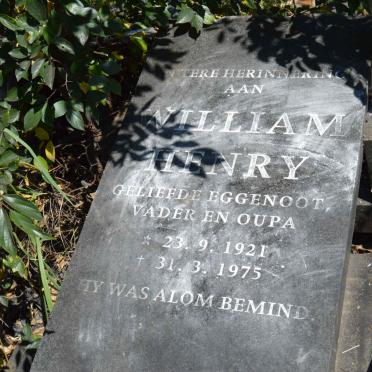 TERE HERINNERING
AAN
WILLIAM
HENRY
GELIEFDE EGGENOOT
VADER EN OUPA
☆ 23. 9. 1921
† 31. 3. 1975
HY WAS ALOM BEMIND